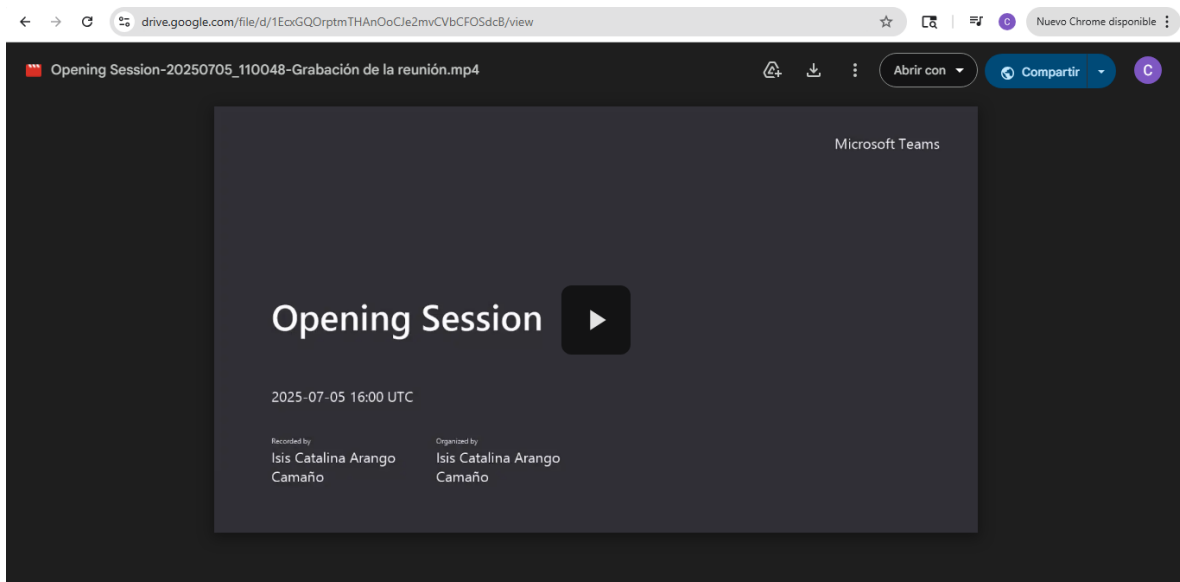 drive.google.com/file/d/1EcxGQOrptmTHAnOoCJe2mvCVbCFOSdcB/view
Nuevo Chrome disponible
Opening Session-20250705_110048-Grabación de la reunión.mp4
Abrir con
Compartir
C
C
Microsoft Teams
Opening Session
2025-07-05 16:00 UTC
Recorded by
Organized by
Isis Catalina Arango
Isis Catalina Arango
Camaño
Camaño